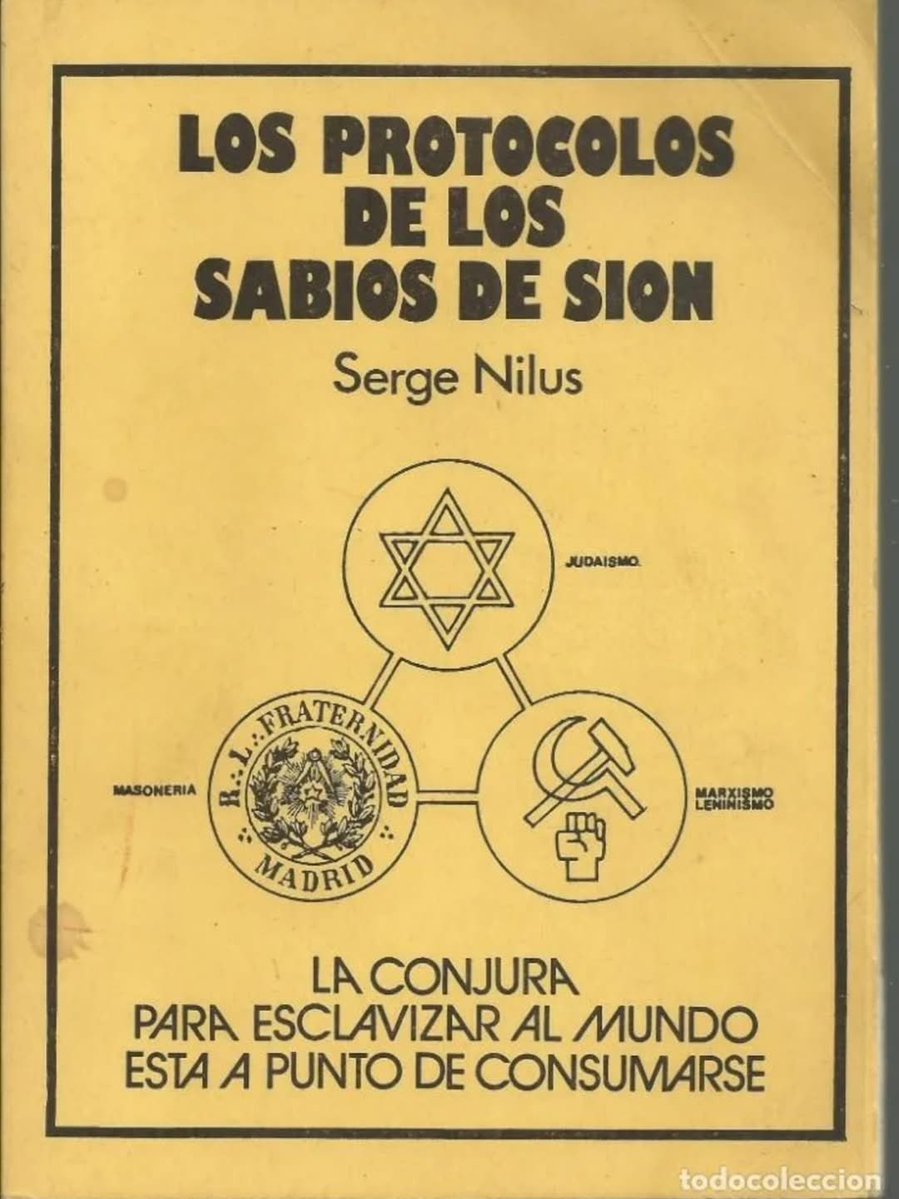 LOS PROTOCOLOS
DE LOS
SABIOS DE SION
Serge Nilus
JUDAISMO.
MASONERIA
R∴ L∴ FRATERNIDAD
MADRID
MARXISMO
LENINISMO
LA CONJURA
PARA ESCLAVIZAR AL MUNDO
ESTA A PUNTO DE CONSUMARSE
todocoleccion